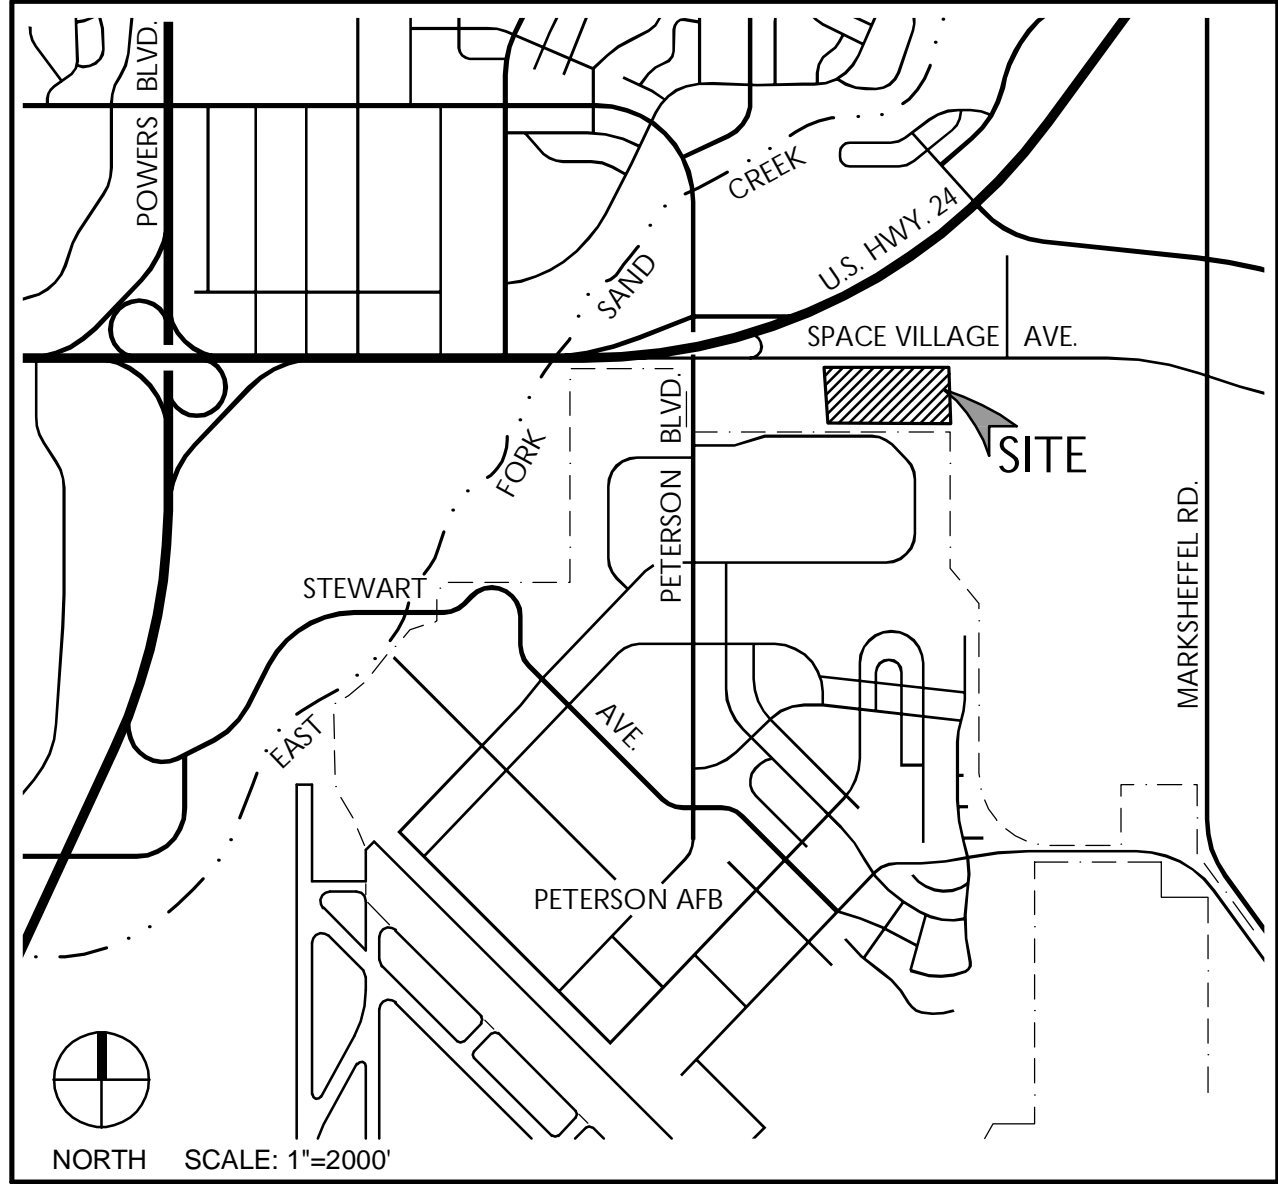 POWERS BLVD.
SAND
CREEK
U.S. HWY. 24
SPACE VILLAGE AVE.
FORK
PETERSON BLVD.
SITE
MARKSHEFFEL RD.
STEWART
AVE.
EAST
PETERSON AFB
NORTH SCALE: 1"=2000'